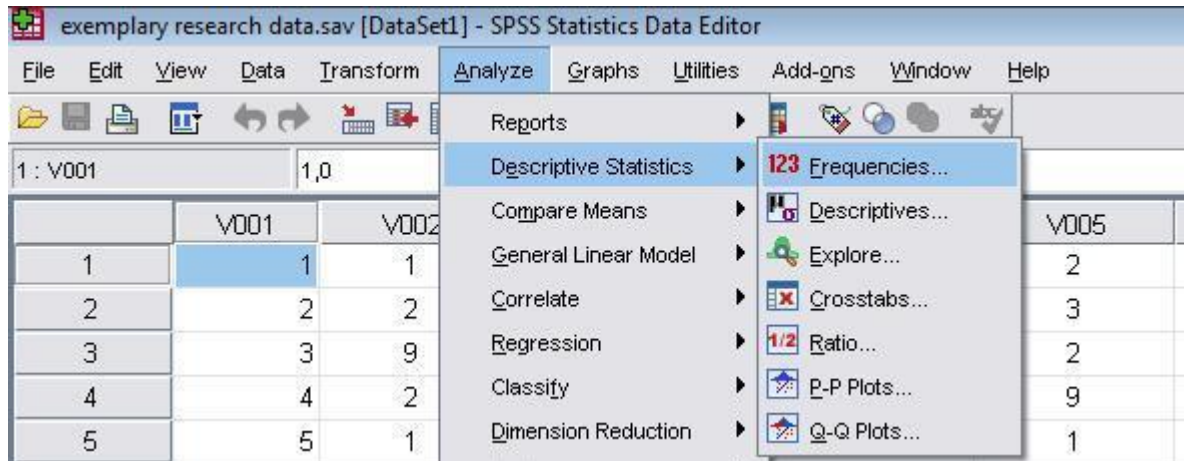 exemplary research data.sav [DataSet1] - SPSS Statistics Data Editor
File Edit View Data Transform Analyze Graphs Utilities Add-ons Window Help
1 : V001 1,0
Reports
Descriptive Statistics
Compare Means
General Linear Model
Correlate
Regression
Classify
Dimension Reduction
123 Frequencies...
Descriptives...
Explore...
Crosstabs...
1/2 Ratio...
P-P Plots...
Q-Q Plots...
V001 V002 V005
1 1 1 2
2 2 2 3
3 3 9 2
4 4 2 9
5 5 1 1